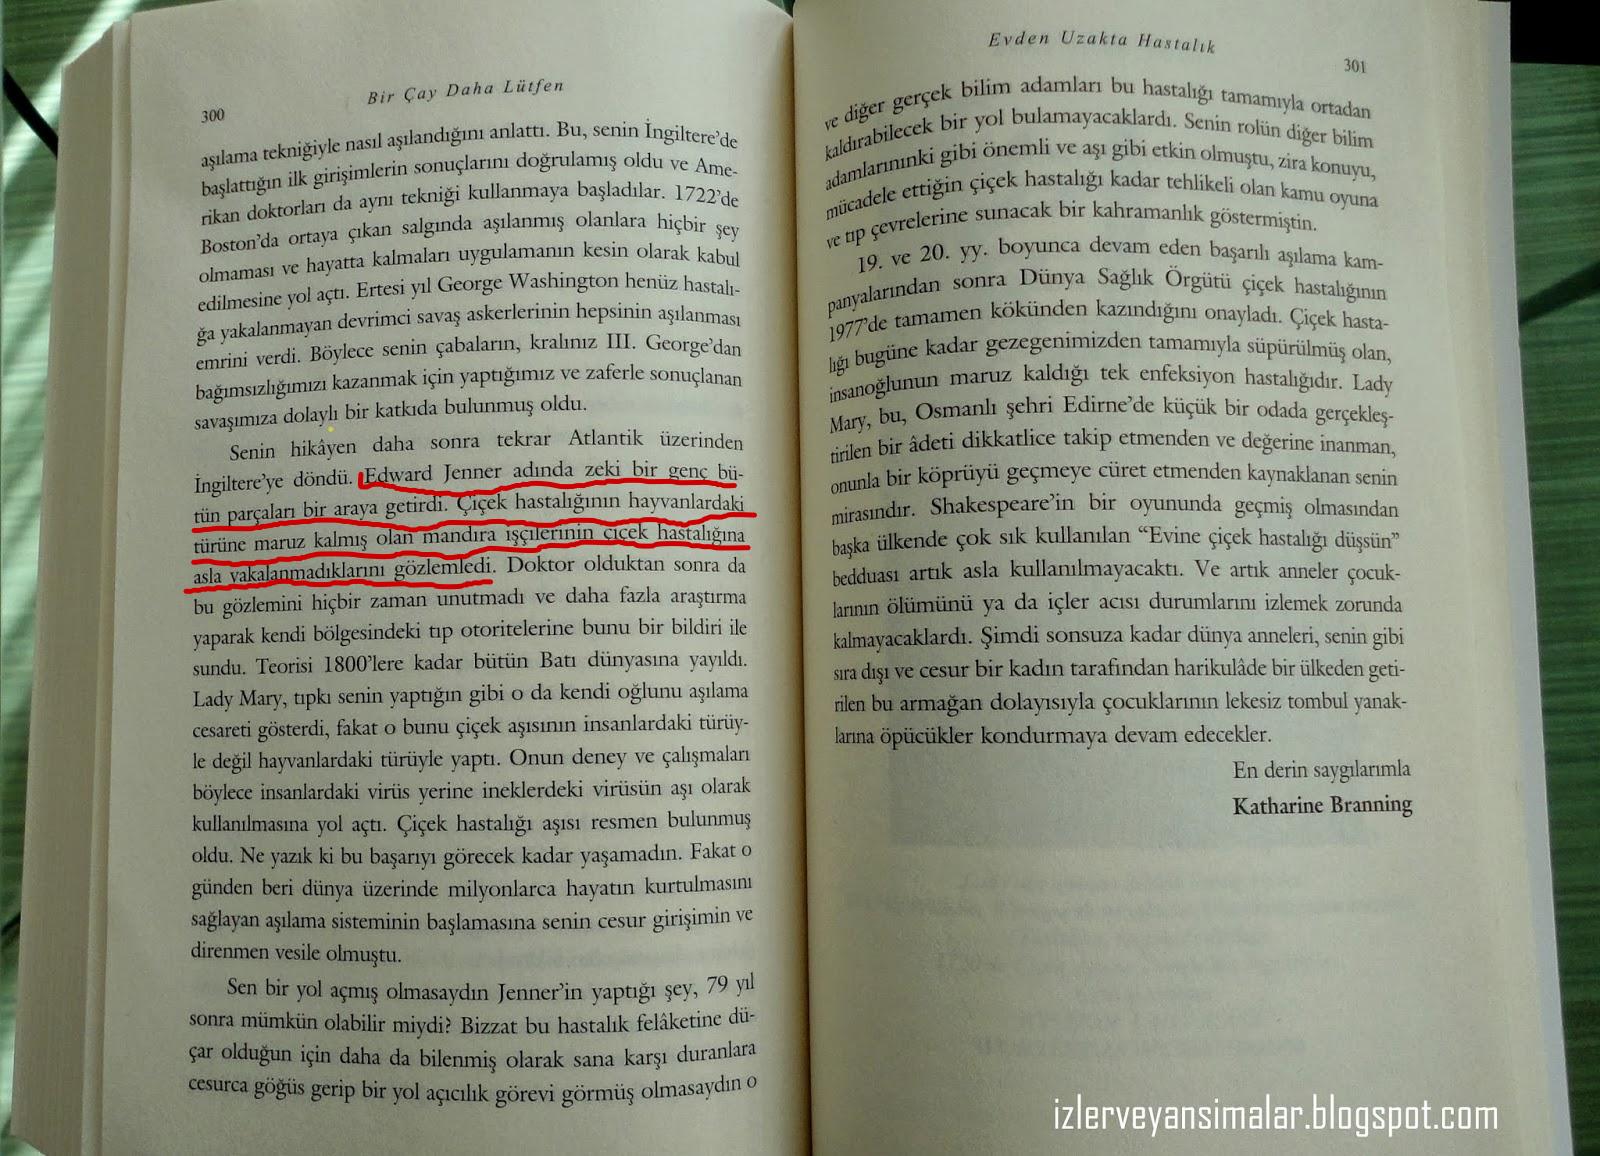 300
Bir Çay Daha Lütfen
aşılama tekniğiyle nasıl aşılandığını anlattı. Bu, senin İngiltere'de
başlattığın ilk girişimlerin sonuçlarını doğrulamış oldu ve Ame-
rikan doktorları da aynı tekniği kullanmaya başladılar. 1722'de
Boston'da ortaya çıkan salgında aşılanmış olanlara hiçbir şey
olmaması ve hayatta kalmaları uygulamanın kesin olarak kabul
edilmesine yol açtı. Ertesi yıl George Washington henüz hastalı-
ğa yakalanmayan devrimci savaş askerlerinin hepsinin aşılanması
emrini verdi. Böylece senin çabaların, kralınız III. George'dan
bağımsızlığımızı kazanmak için yaptığımız ve zaferle sonuçlanan
savaşımıza dolaylı bir katkıda bulunmuş oldu.
Senin hikâyen daha sonra tekrar Atlantik üzerinden
İngiltere'ye döndü. Edward Jenner adında zeki bir genç bü-
tün parçaları bir araya getirdi. Çiçek hastalığının hayvanlardaki
türüne maruz kalmış olan mandıra işçilerinin çiçek hastalığına
asla yakalanmadıklarını gözlemledi. Doktor olduktan sonra da
bu gözlemini hiçbir zaman unutmadı ve daha fazla araştırma
yaparak kendi bölgesindeki tıp otoritelerine bunu bir bildiri ile
sundu. Teorisi 1800'lere kadar bütün Batı dünyasına yayıldı.
Lady Mary, tıpkı senin yaptığın gibi o da kendi oğlunu aşılama
cesareti gösterdi, fakat o bunu çiçek aşısının insanlardaki türüy-
le değil hayvanlardaki türüyle yaptı. Onun deney ve çalışmaları
böylece insanlardaki virüs yerine ineklerdeki virüsün aşı olarak
kullanılmasına yol açtı. Çiçek hastalığı aşısı resmen bulunmuş
oldu. Ne yazık ki bu başarıyı görecek kadar yaşamadın. Fakat o
günden beri dünya üzerinde milyonlarca hayatın kurtulmasını
sağlayan aşılama sisteminin başlamasına senin cesur girişimin ve
direnmen vesile olmuştu.
Sen bir yol açmış olmasaydın Jenner'in yaptığı şey, 79 yıl
sonra mümkün olabilir miydi? Bizzat bu hastalık felâketine dü-
çar olduğun için daha da bilenmiş olarak sana karşı duranlara
cesurca göğüs gerip bir yol açıcılık görevi görmüş olmasaydın o
Evden Uzakta Hastalık
301
ve diğer gerçek bilim adamları bu hastalığı tamamıyla ortadan
kaldırabilecek bir yol bulamayacaklardı. Senin rolün diğer bilim
adamlarınınki gibi önemli ve aşı gibi etkin olmuştu, zira konuyu,
mücadele ettiğin çiçek hastalığı kadar tehlikeli olan kamu oyuna
ve tıp çevrelerine sunacak bir kahramanlık göstermiştin.
19. ve 20. yy. boyunca devam eden başarılı aşılama kam-
panyalarından sonra Dünya Sağlık Örgütü çiçek hastalığının
1977'de tamamen kökünden kazındığını onayladı. Çiçek hasta-
lığı bugüne kadar gezegenimizden tamamıyla süpürülmüş olan,
insanoğlunun maruz kaldığı tek enfeksiyon hastalığıdır. Lady
Mary, bu, Osmanlı şehri Edirne'de küçük bir odada gerçekleş-
tirilen bir âdeti dikkatlice takip etmenden ve değerine inanman,
onunla bir köprüyü geçmeye cüret etmenden kaynaklanan senin
mirasındır. Shakespeare'in bir oyununda geçmiş olmasından
başka ülkende çok sık kullanılan “Evine çiçek hastalığı düşsün”
bedduası artık asla kullanılmayacaktı. Ve artık anneler çocuk-
larının ölümünü ya da içler acısı durumlarını izlemek zorunda
kalmayacaklardı. Şimdi sonsuza kadar dünya anneleri, senin gibi
sıra dışı ve cesur bir kadın tarafından harikulâde bir ülkeden geti-
rilen bu armağan dolayısıyla çocuklarının lekesiz tombul yanak-
larına öpücükler kondurmaya devam edecekler.
En derin saygılarımla
Katharine Branning
izlerveyansimalar.blogspot.com